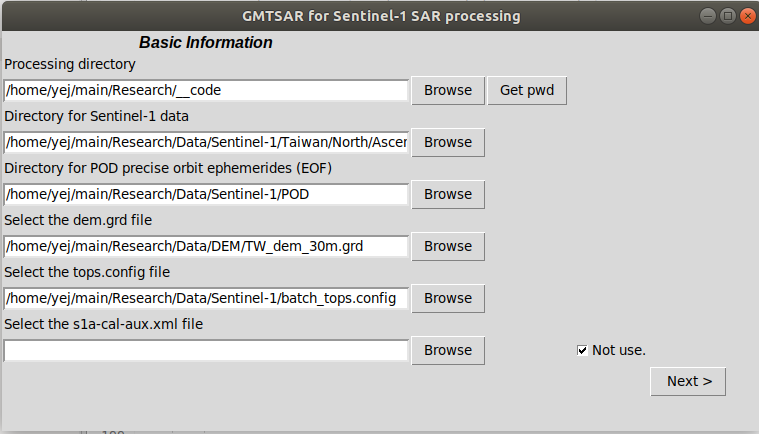 GMTSAR for Sentinel-1 SAR processing
Basic Information
Processing directory
/home/yej/main/Research/__code Browse Get pwd
Directory for Sentinel-1 data
/home/yej/main/Research/Data/Sentinel-1/Taiwan/North/Ascer Browse
Directory for POD precise orbit ephemerides (EOF)
/home/yej/main/Research/Data/Sentinel-1/POD Browse
Select the dem.grd file
/home/yej/main/Research/Data/DEM/TW_dem_30m.grd Browse
Select the tops.config file
/home/yej/main/Research/Data/Sentinel-1/batch_tops.config Browse
Select the s1a-cal-aux.xml file
Browse Not use.
Next >